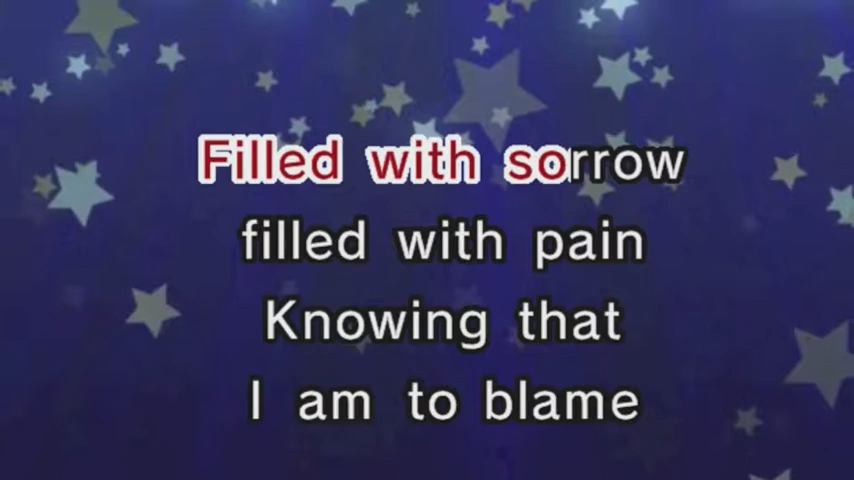 Filled with sorrow
filled with pain
Knowing that
I am to blame